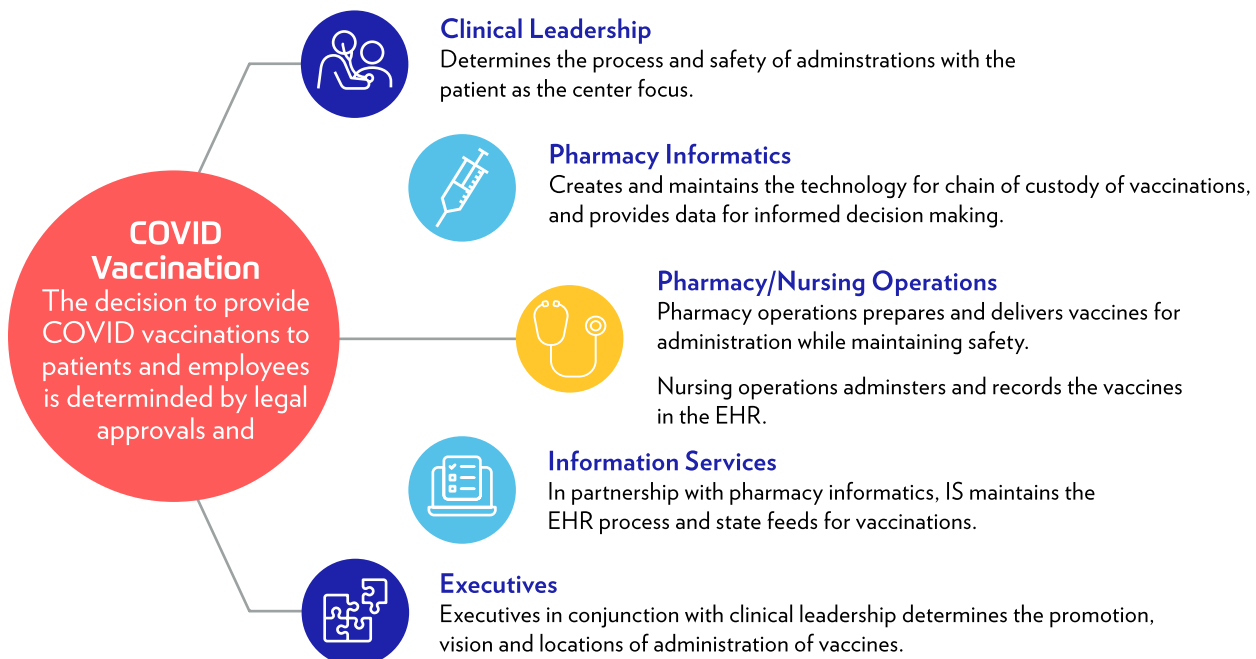 COVID
Vaccination
The decision to provide
COVID vaccinations to
patients and employees
is determinded by legal
approvals and
Clinical Leadership
Determines the process and safety of adminstrations with the
patient as the center focus.
Pharmacy Informatics
Creates and maintains the technology for chain of custody of vaccinations,
and provides data for informed decision making.
Pharmacy/Nursing Operations
Pharmacy operations prepares and delivers vaccines for
administration while maintaining safety.
Nursing operations adminsters and records the vaccines
in the EHR.
Information Services
In partnership with pharmacy informatics, IS maintains the
EHR process and state feeds for vaccinations.
Executives
Executives in conjunction with clinical leadership determines the promotion,
vision and locations of administration of vaccines.